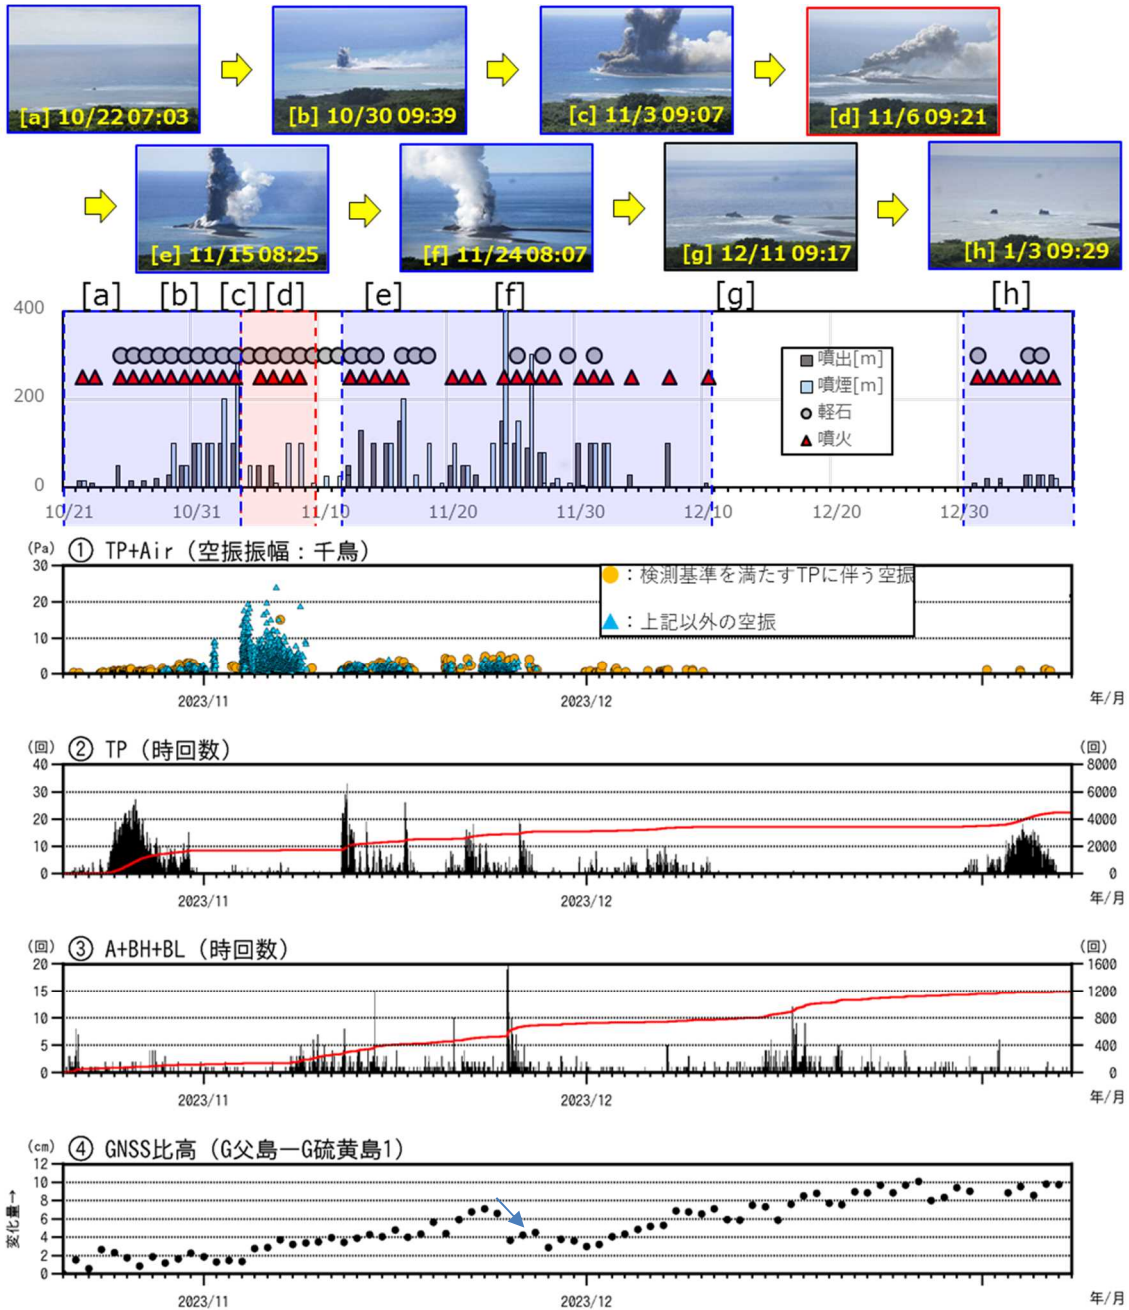 [a] 10/22 07:03
[b] 10/30 09:39
[c] 11/3 09:07
[d] 11/6 09:21
[e] 11/15 08:25
[f] 11/24 08:07
[g] 12/11 09:17
[h] 1/3 09:29
[a] [b] [c] [d] [e] [f] [g] [h]
400
200
0
噴出[m]
噴煙[m]
軽石
噴火
10/21 10/31 11/10 11/20 11/30 12/10 12/20 12/30
(Pa) ① TP+Air (空振振幅:千鳥)
30
20
10
0
:検測基準を満たすTPに伴う空振
:上記以外の空振
2023/11 2023/12 年/月
(回) ② TP (時回数) (回)
40 8000
30 6000
20 4000
10 2000
0 0
2023/11 2023/12 年/月
(回) ③ A+BH+BL (時回数) (回)
20 1600
15 1200
10 800
5 400
0 0
2023/11 2023/12 年/月
(cm) ④ GNSS比高 (G父島ーG硫黄島1)
変化量→
12
10
8
6
4
2
0
2023/11 2023/12 年/月